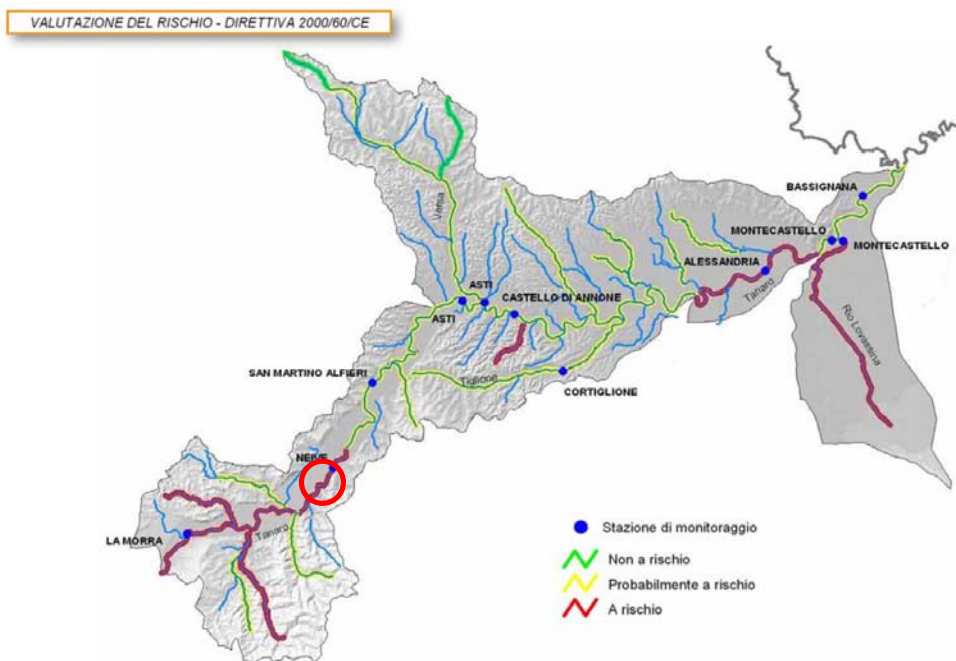 VALUTAZIONE DEL RISCHIO - DIRETTIVA 2000/60/CE
BASSIGNANA
Versa
MONTECASTELLO
MONTECASTELLO
ALESSANDRIA
Tanaro
ASTI
CASTELLO DI ANNONE
ASTI
Rio Lovassina
SAN MARTINO ALFIERI
Tiglione
CORTIGLIONE
NEIVE
Tanaro
LA MORRA
Stazione di monitoraggio
Non a rischio
Probabilmente a rischio
A rischio